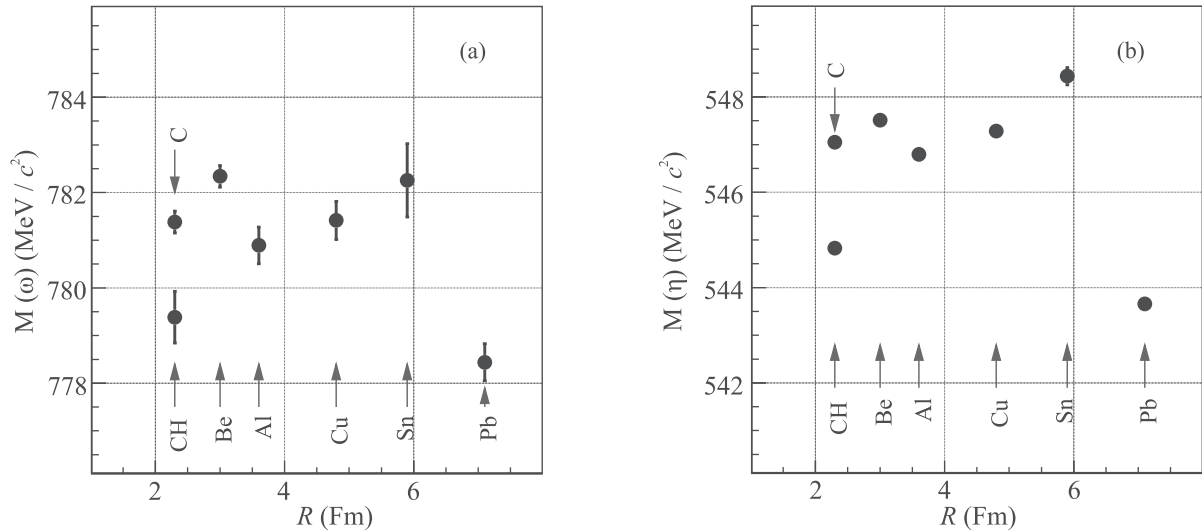 (a)
784
782
780
778
M (ω) (MeV / c²)
C
CH
Be
Al
Cu
Sn
Pb
2
4
6
R (Fm)
(b)
548
546
544
542
M (η) (MeV / c²)
C
CH
Be
Al
Cu
Sn
Pb
2
4
6
R (Fm)